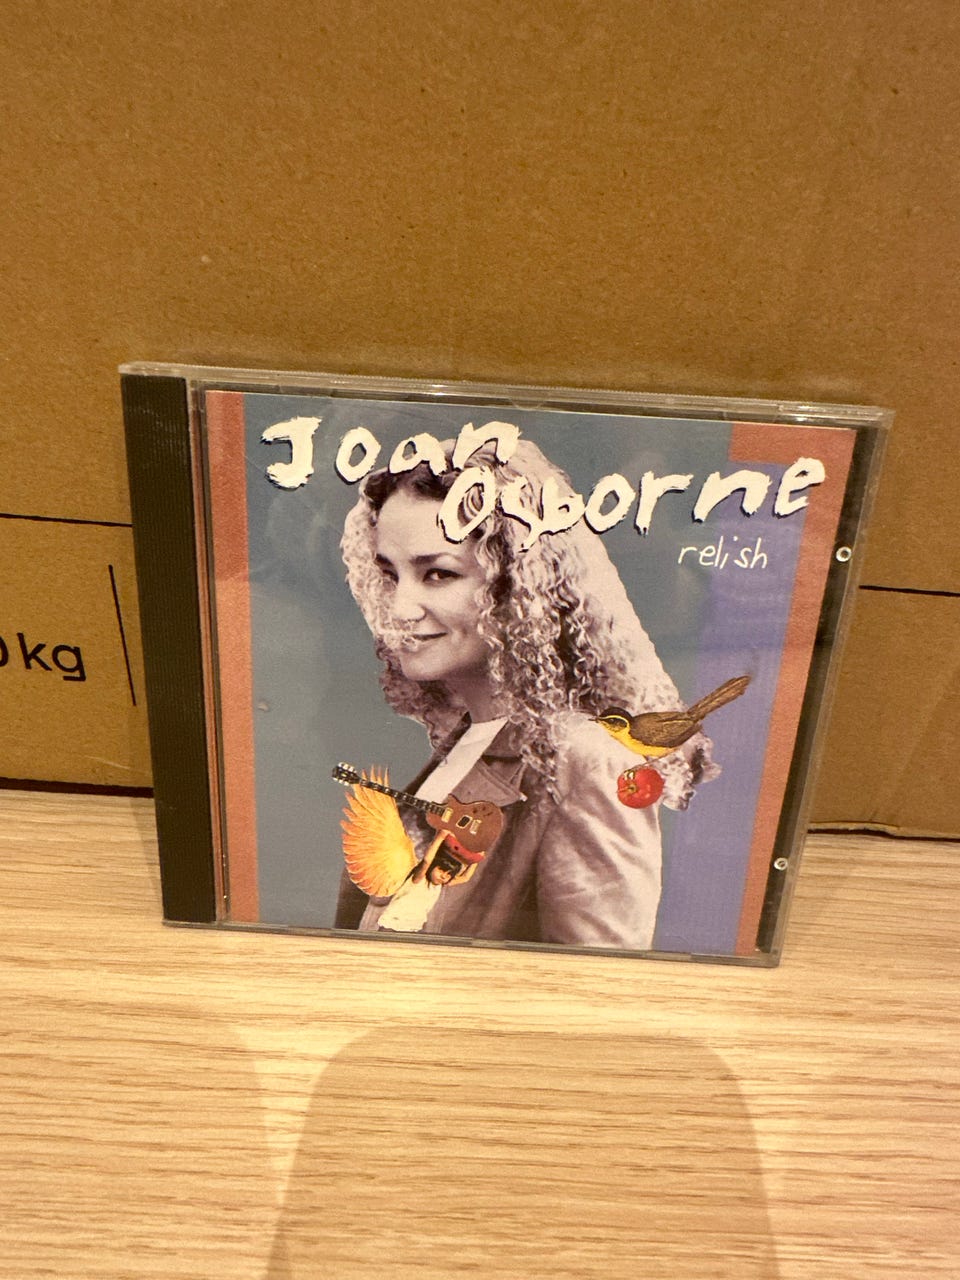 Joan
Osborne
relish
kg